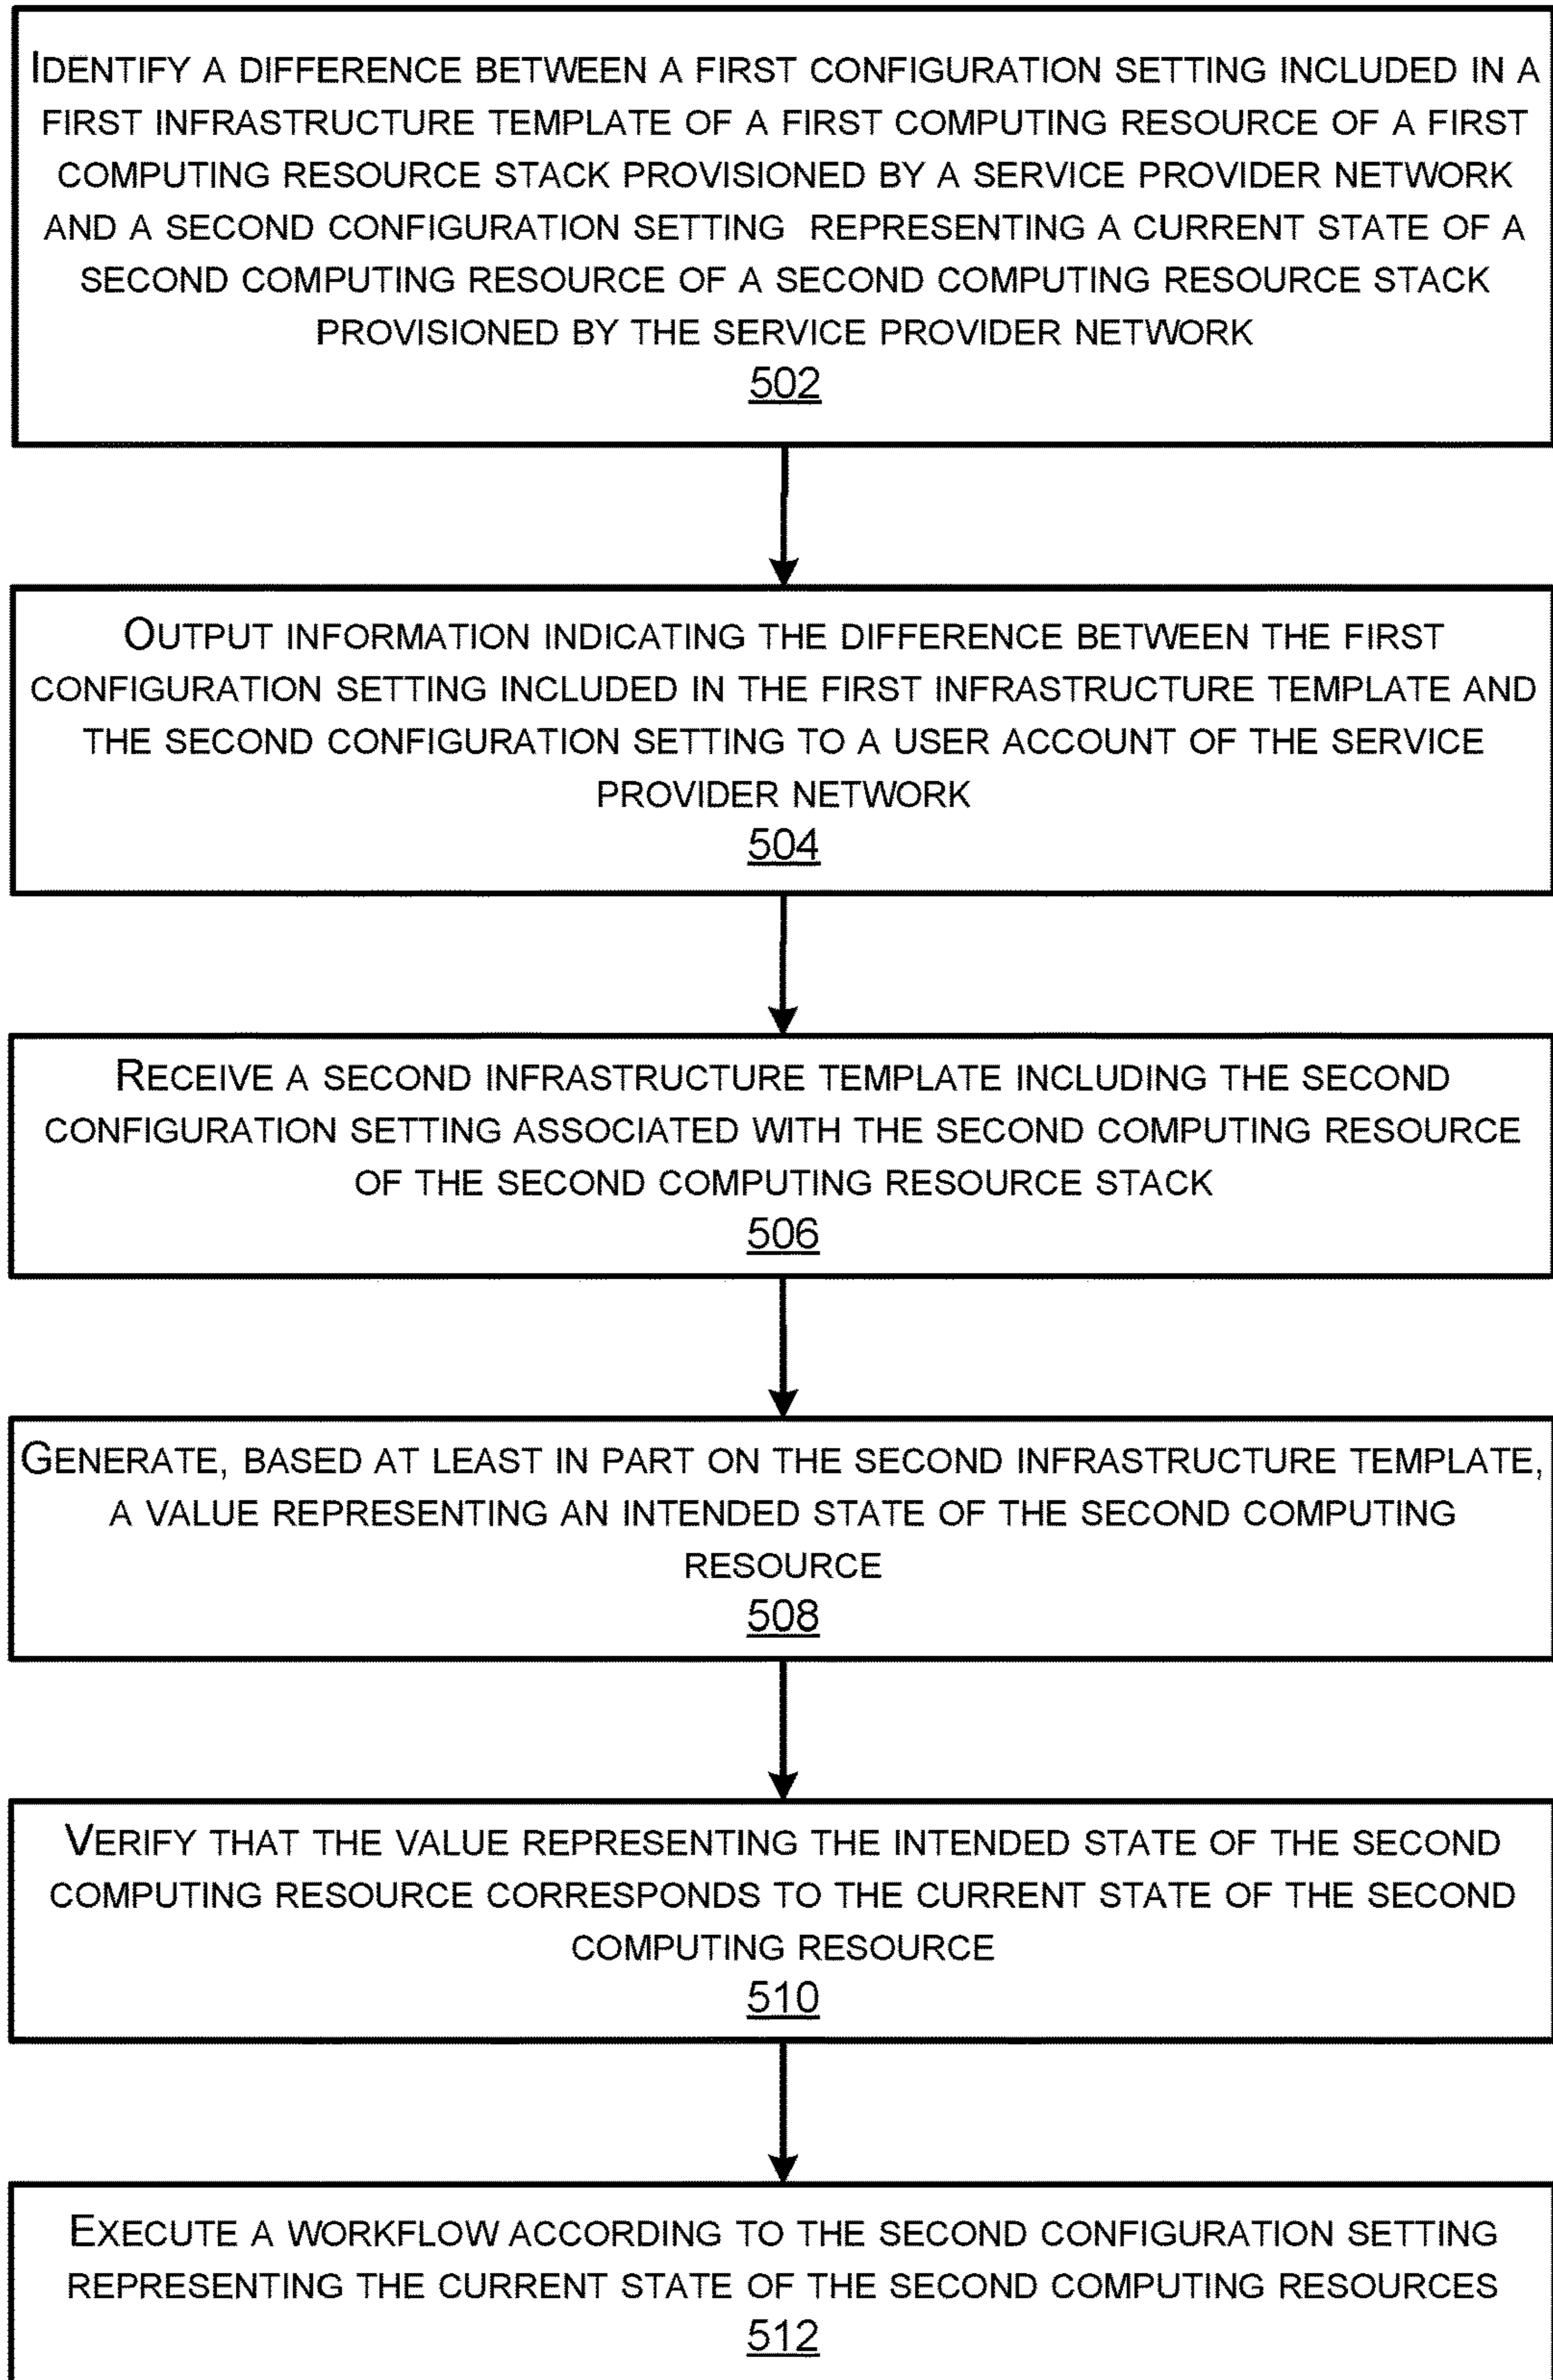 IDENTIFY A DIFFERENCE BETWEEN A FIRST CONFIGURATION SETTING INCLUDED IN A
FIRST INFRASTRUCTURE TEMPLATE OF A FIRST COMPUTING RESOURCE OF A FIRST
COMPUTING RESOURCE STACK PROVISIONED BY A SERVICE PROVIDER NETWORK
AND A SECOND CONFIGURATION SETTING REPRESENTING A CURRENT STATE OF A
SECOND COMPUTING RESOURCE OF A SECOND COMPUTING RESOURCE STACK
PROVISIONED BY THE SERVICE PROVIDER NETWORK
502
OUTPUT INFORMATION INDICATING THE DIFFERENCE BETWEEN THE FIRST
CONFIGURATION SETTING INCLUDED IN THE FIRST INFRASTRUCTURE TEMPLATE AND
THE SECOND CONFIGURATION SETTING TO A USER ACCOUNT OF THE SERVICE
PROVIDER NETWORK
504
RECEIVE A SECOND INFRASTRUCTURE TEMPLATE INCLUDING THE SECOND
CONFIGURATION SETTING ASSOCIATED WITH THE SECOND COMPUTING RESOURCE
OF THE SECOND COMPUTING RESOURCE STACK
506
GENERATE, BASED AT LEAST IN PART ON THE SECOND INFRASTRUCTURE TEMPLATE,
A VALUE REPRESENTING AN INTENDED STATE OF THE SECOND COMPUTING
RESOURCE
508
VERIFY THAT THE VALUE REPRESENTING THE INTENDED STATE OF THE SECOND
COMPUTING RESOURCE CORRESPONDS TO THE CURRENT STATE OF THE SECOND
COMPUTING RESOURCE
510
EXECUTE A WORKFLOW ACCORDING TO THE SECOND CONFIGURATION SETTING
REPRESENTING THE CURRENT STATE OF THE SECOND COMPUTING RESOURCES
512